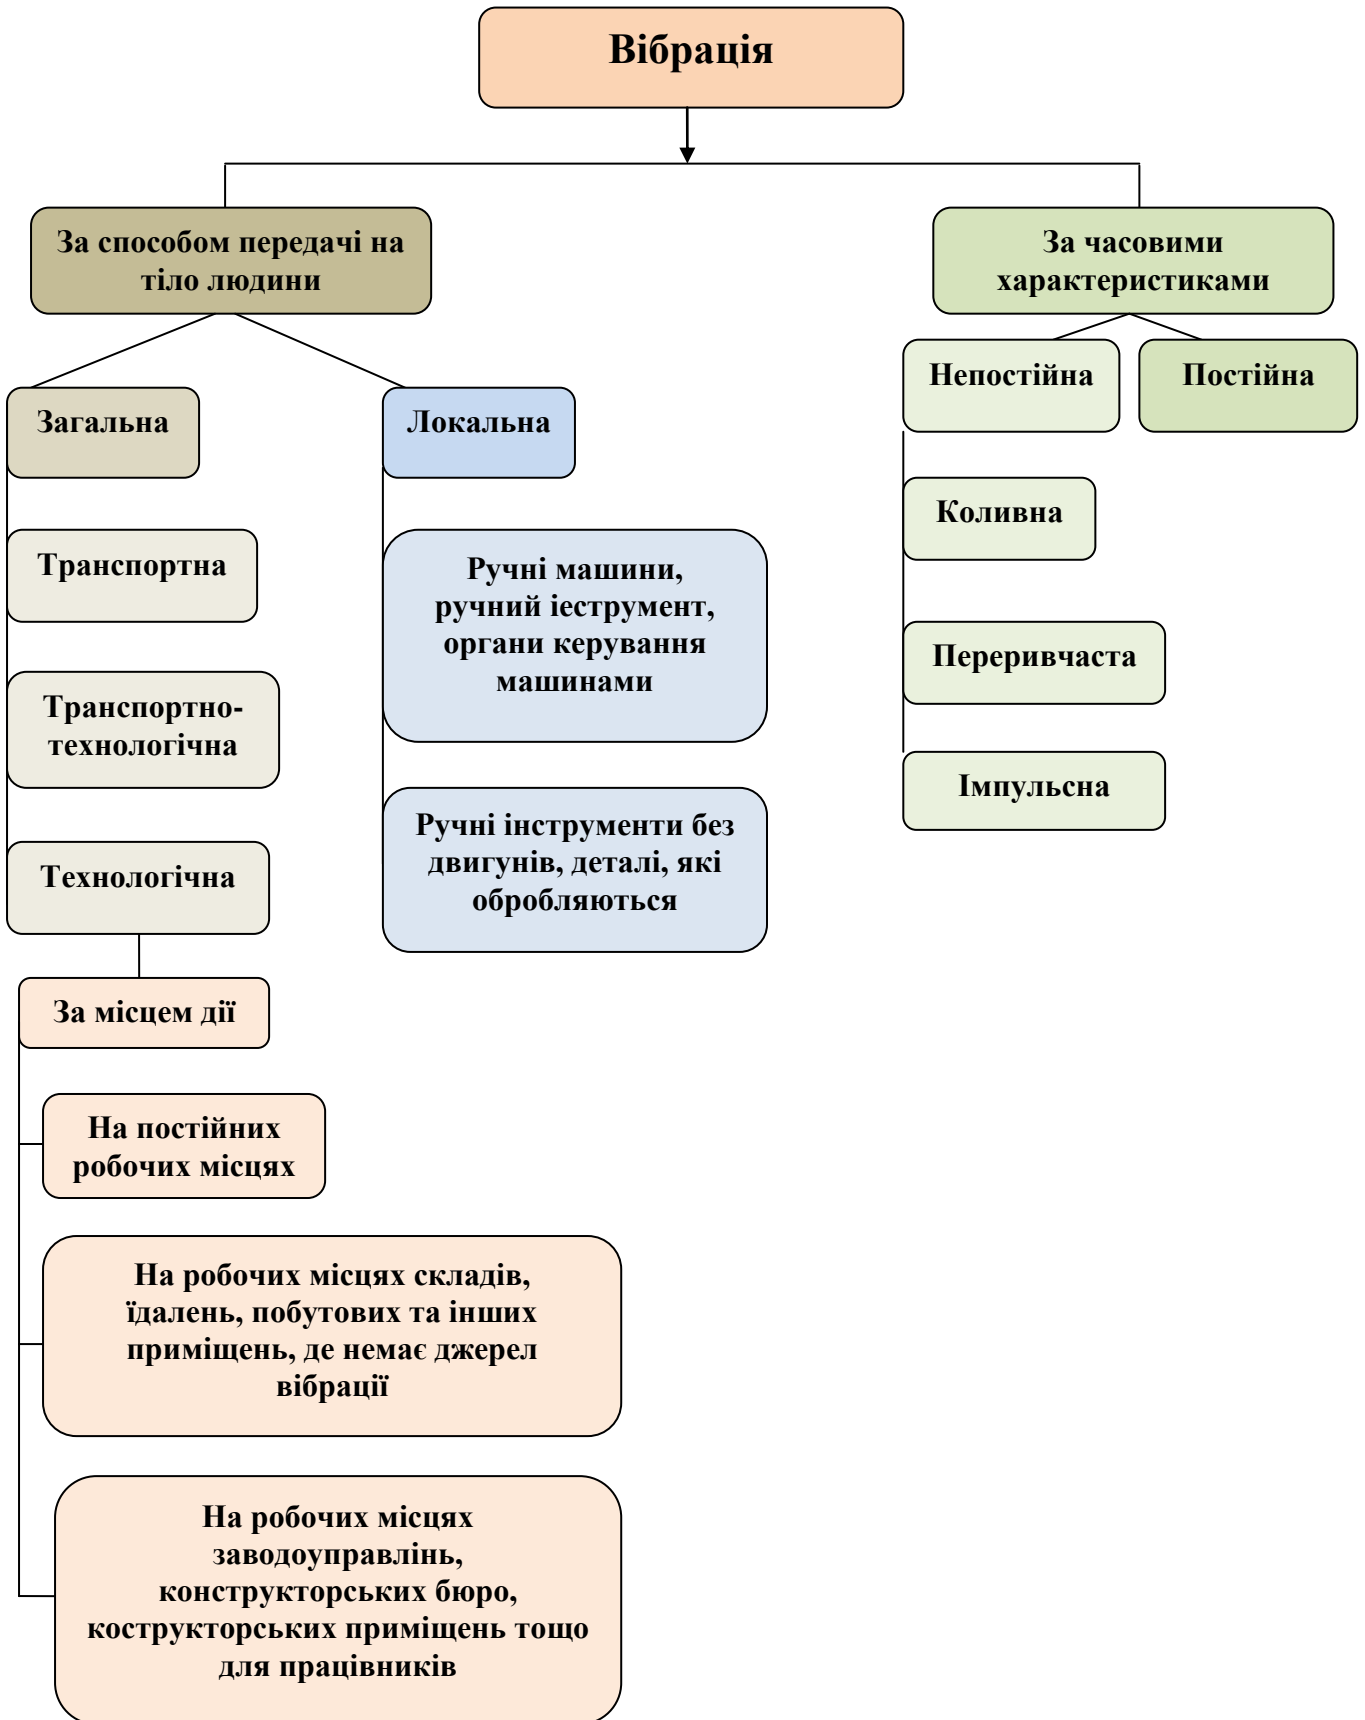 Вібрація
За способом передачі на
тіло людини
За часовими
характеристиками
Загальна
Локальна
Непостійна
Постійна
Транспортна
Транспортно-
технологічна
Технологічна
Ручні машини,
ручний іеструмент,
органи керування
машинами
Ручні інструменти без
двигунів, деталі, які
обробляються
Коливна
Переривчаста
Імпульсна
За місцем дії
На постійних
робочих місцях
На робочих місцях складів,
їдалень, побутових та інших
приміщень, де немає джерел
вібрації
На робочих місцях
заводоуправлінь,
конструкторських бюро,
кострукторських приміщень тощо
для працівників